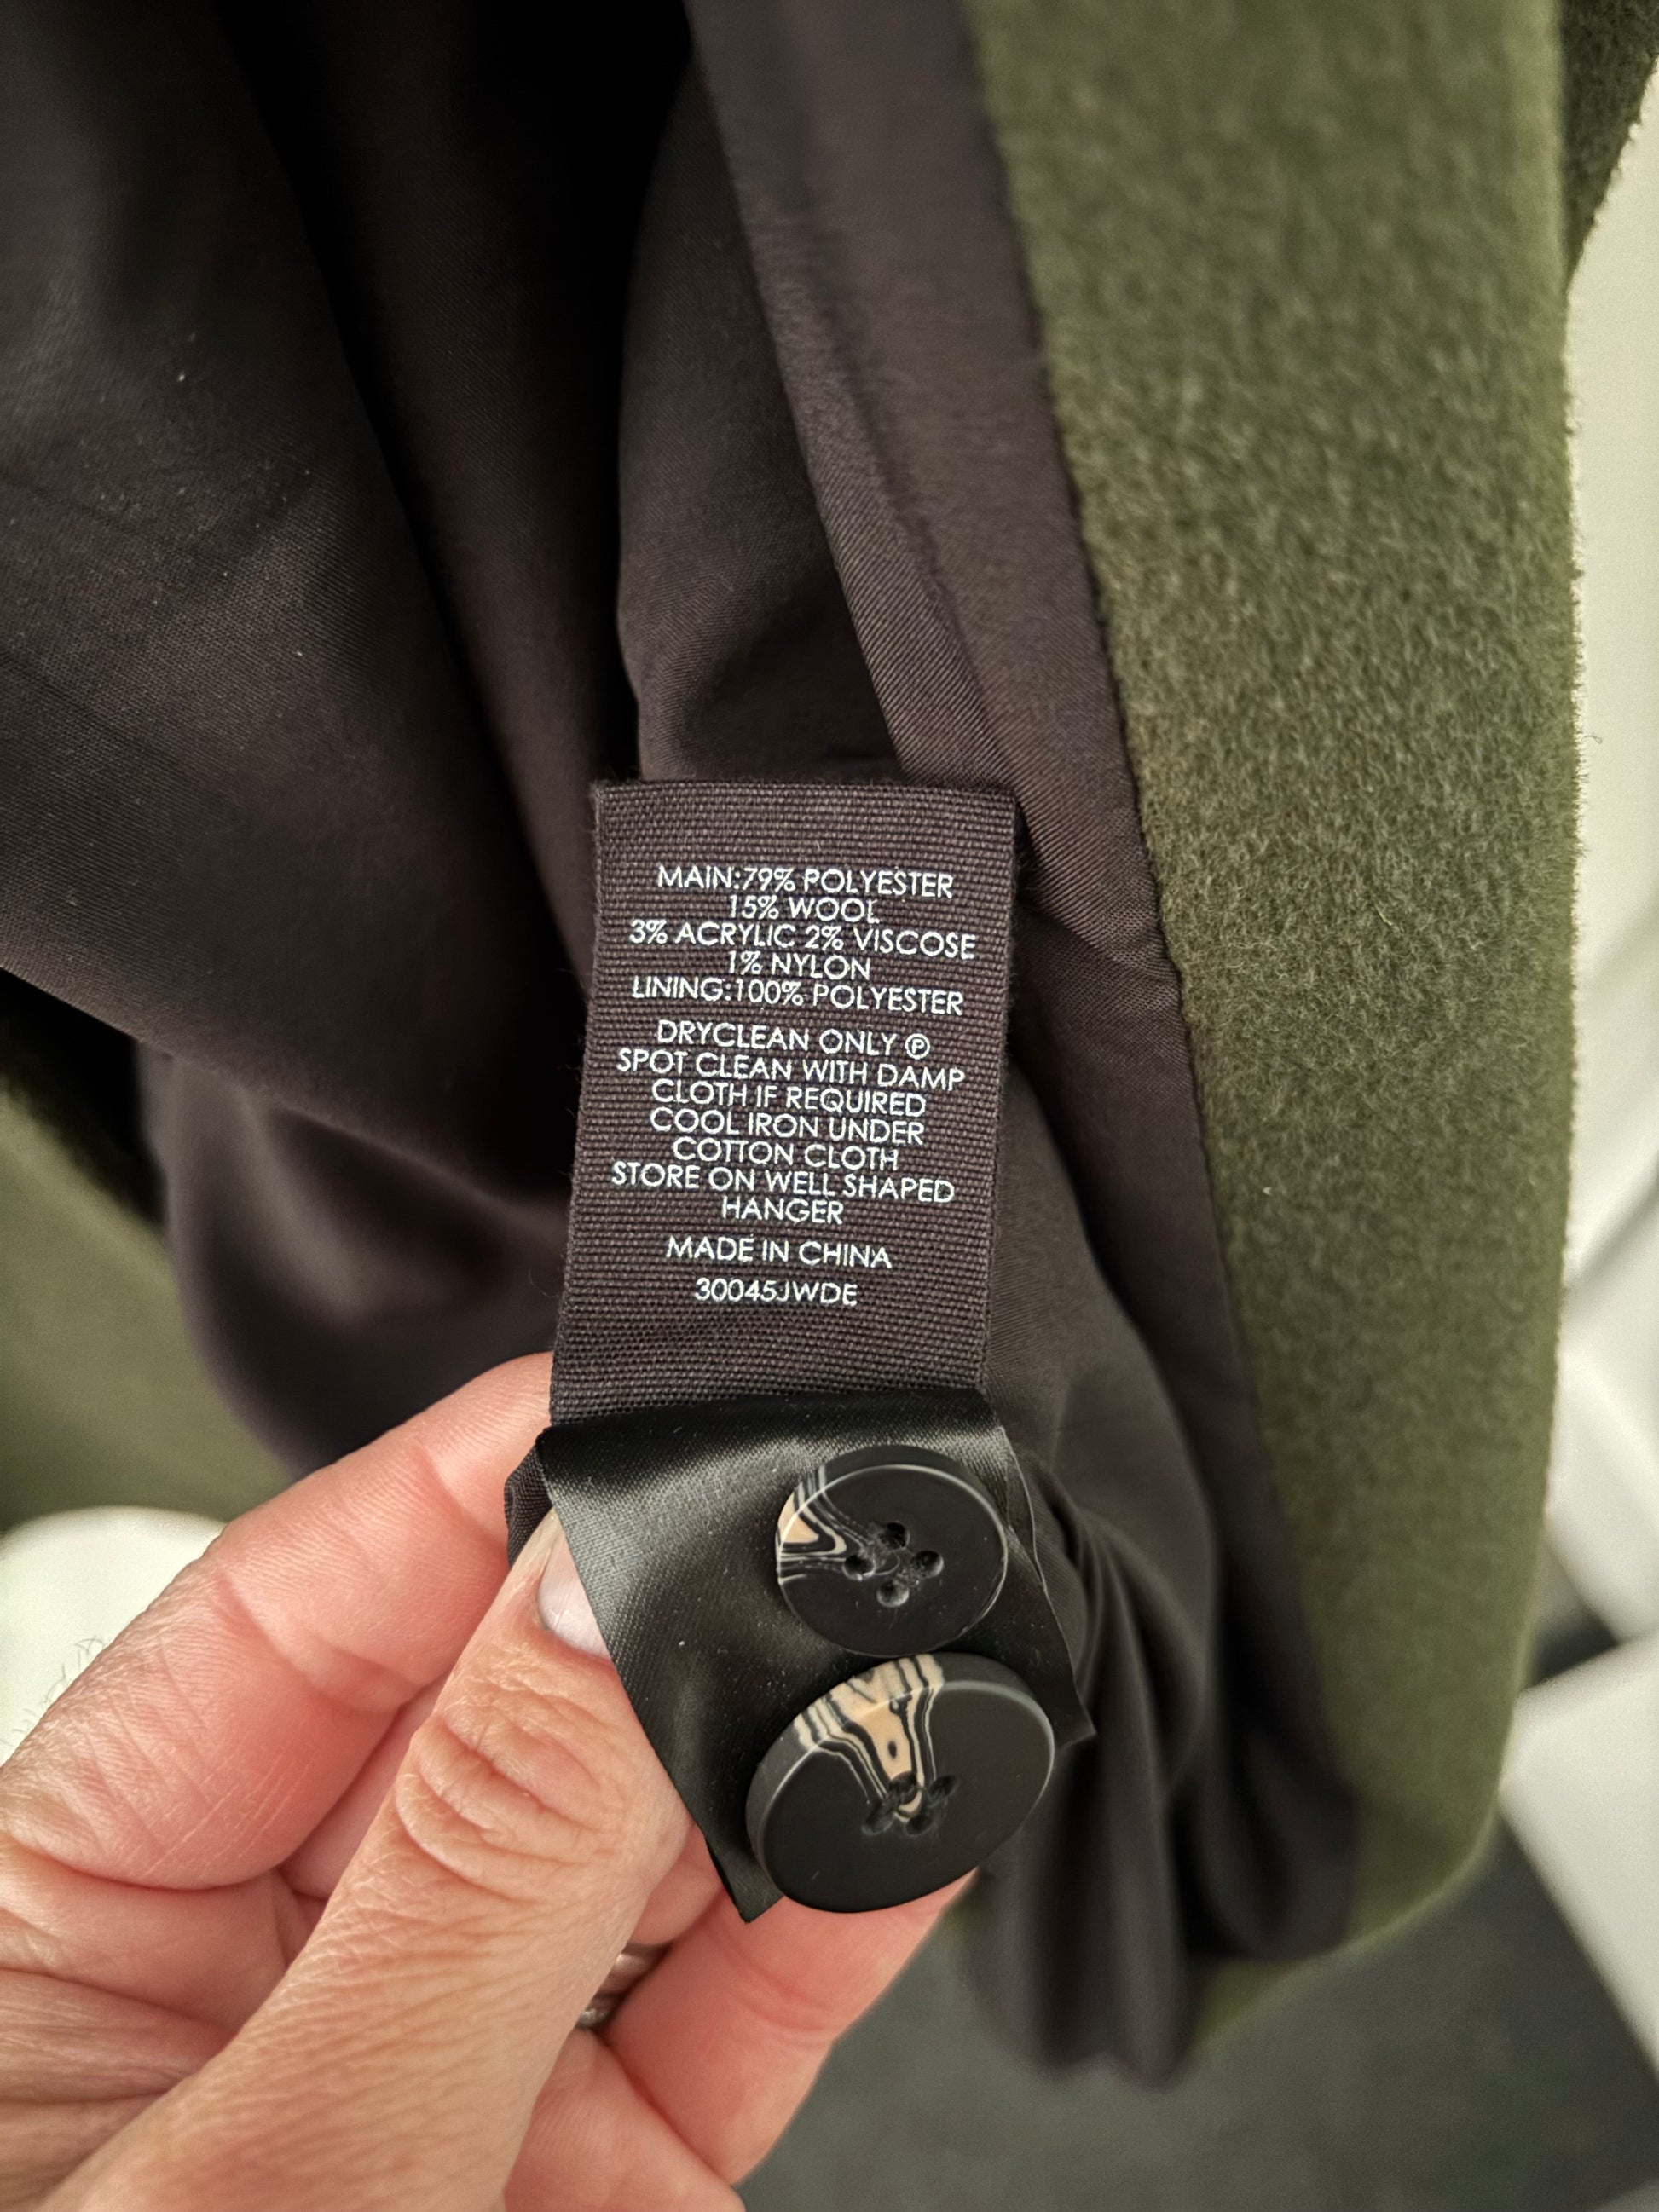 MAIN:79% POLYESTER
15% WOOL
3% ACRYLIC 2% VISCOSE
1% NYLON
LINING:100% POLYESTER
DRYCLEAN ONLY Ⓟ
SPOT CLEAN WITH DAMP
CLOTH IF REQUIRED
COOL IRON UNDER
COTTON CLOTH
STORE ON WELL SHAPED
HANGER
MADE IN CHINA
30045JWDE